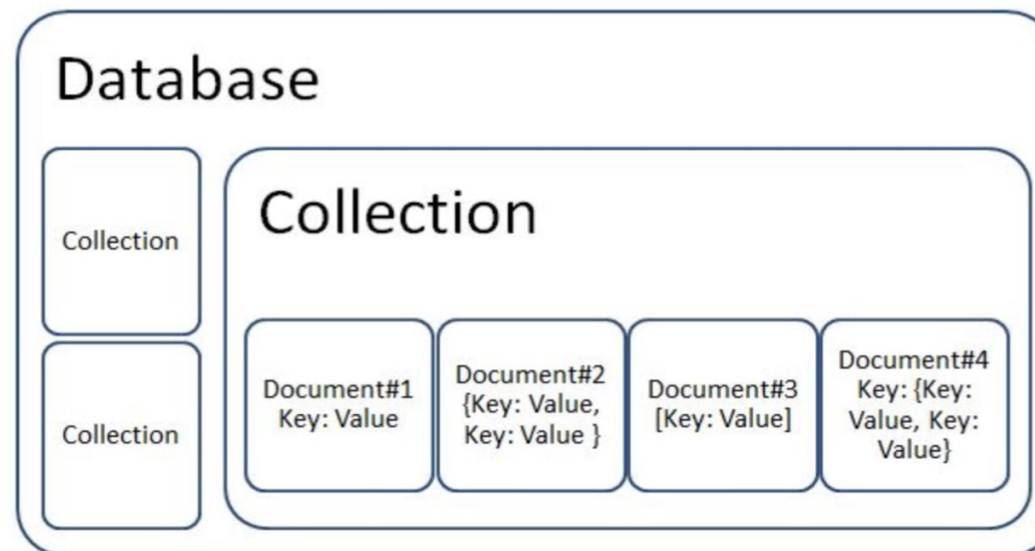 Database
Collection
Collection
Collection
Document#1
Key: Value
Document#2
{Key: Value,
Key: Value }
Document#3
[Key: Value]
Document#4
Key: {Key:
Value, Key:
Value}